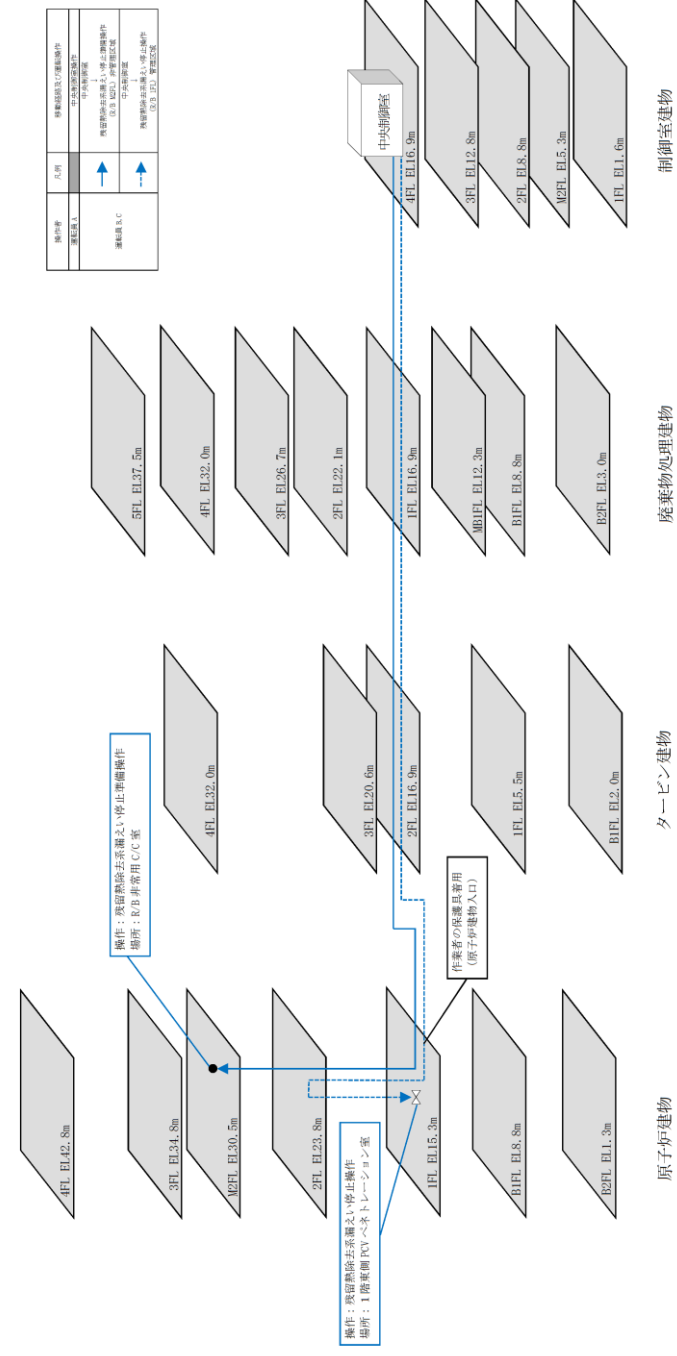 操作者 凡例 移動経路及び運転操作
運転員 A 中央制御室操作
運転員 B,C
中央制御室
↓
残留熱除去系漏えい停止準備操作
(R/B M2FL) 非管理区域
中央制御室
↓
残留熱除去系漏えい停止操作
(R/B 1FL) 管理区域
操作：残留熱除去系漏えい停止準備操作
場所：R/B 非常用 C/C 室
操作：残留熱除去系漏えい停止操作
場所：1 階東側 PCV ペネトレーション室
作業者の保護具着用
(原子炉建物入口)
4FL EL42.8m
3FL EL34.8m
M2FL EL30.5m
2FL EL23.8m
1FL EL15.3m
B1FL EL8.8m
B2FL EL1.3m
原子炉建物
4FL EL32.0m
3FL EL20.6m
2FL EL16.9m
1FL EL5.5m
B1FL EL2.0m
タービン建物
5FL EL37.5m
4FL EL32.0m
3FL EL26.7m
2FL EL22.1m
1FL EL16.9m
MB1FL EL12.3m
B1FL EL8.8m
B2FL EL3.0m
廃棄物処理建物
中央制御室
4FL EL16.9m
3FL EL12.8m
2FL EL8.8m
M2FL EL5.3m
1FL EL1.6m
制御室建物